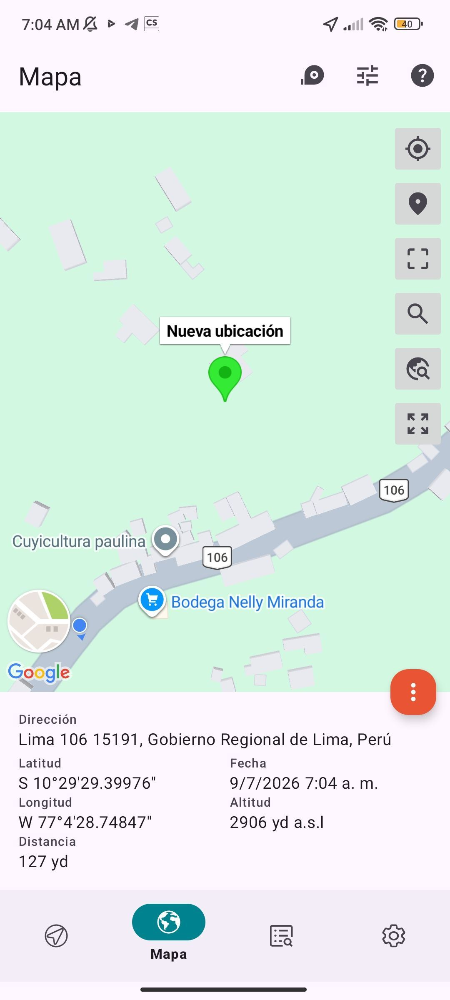 7:04 AM CS 40
Mapa
Nueva ubicación
106
Cuyicultura paulina
106
Bodega Nelly Miranda
Google
Dirección
Lima 106 15191, Gobierno Regional de Lima, Perú
Latitud Fecha
S 10°29'29.39976" 9/7/2026 7:04 a. m.
Longitud Altitud
W 77°4'28.74847" 2906 yd a.s.l
Distancia
127 yd
Mapa